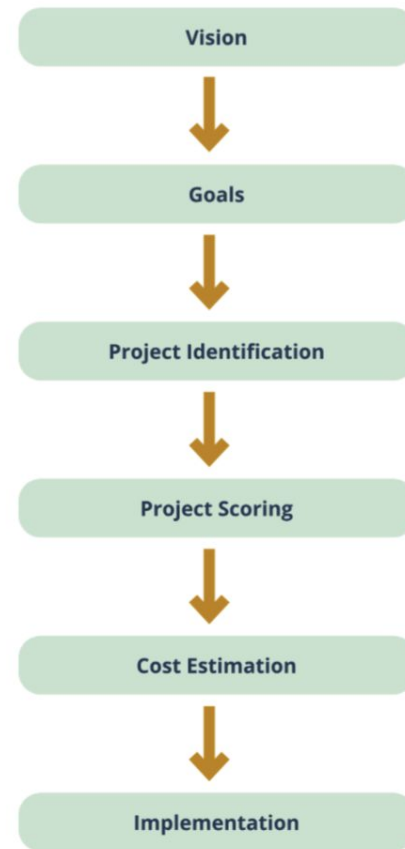 Vision
Goals
Project Identification
Project Scoring
Cost Estimation
Implementation